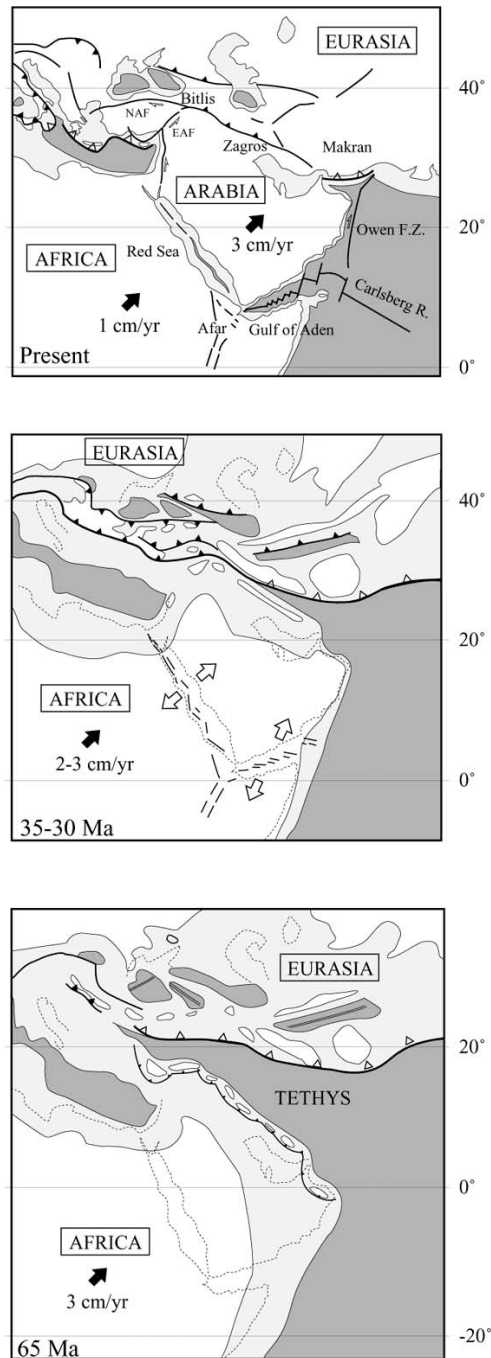 EURASIA
40°
Bitlis
NAF
EAF
Zagros
Makran
ARABIA
3 cm/yr
20°
Owen F.Z.
Red Sea
AFRICA
1 cm/yr
Carlsberg R.
Afar
Gulf of Aden
Present
0°
EURASIA
40°
20°
AFRICA
2-3 cm/yr
0°
35-30 Ma
EURASIA
20°
TETHYS
0°
AFRICA
3 cm/yr
65 Ma
-20°